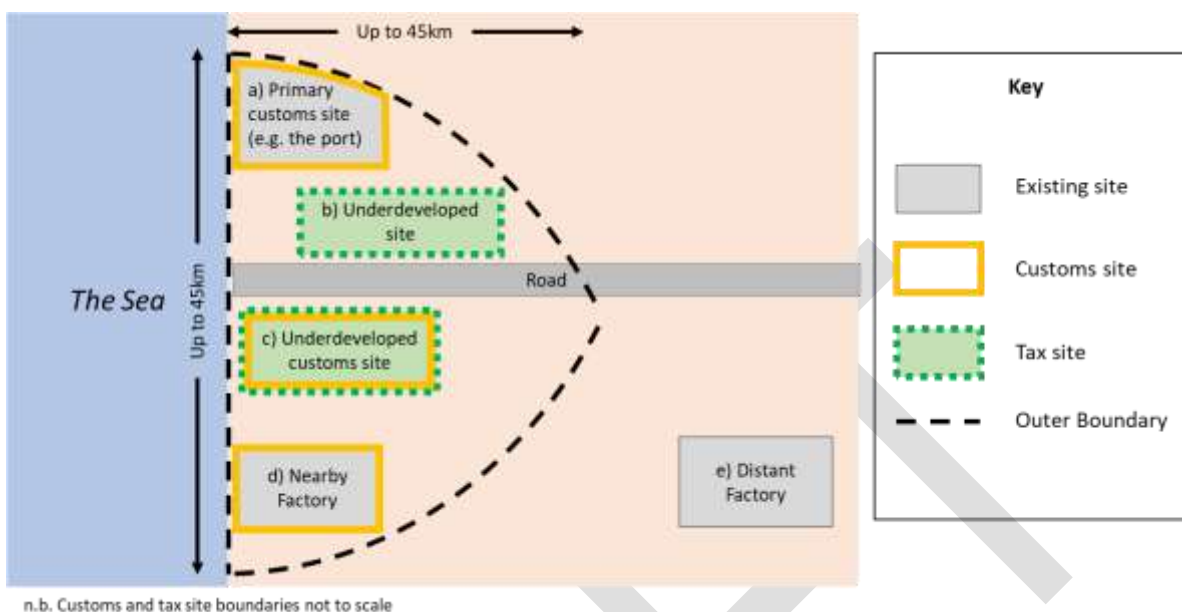 Up to 45km
a) Primary
customs site
(e.g. the port)
b) Underdeveloped
site
The Sea
Up to 45km
Road
c) Underdeveloped
customs site
d) Nearby
Factory
e) Distant
Factory
Key
Existing site
Customs site
Tax site
Outer Boundary
n.b. Customs and tax site boundaries not to scale